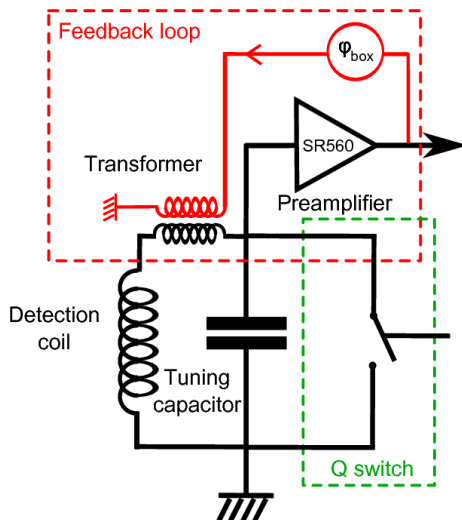 Feedback loop
φbox
SR560
Transformer
Preamplifier
Detection
coil
Tuning
capacitor
Q switch